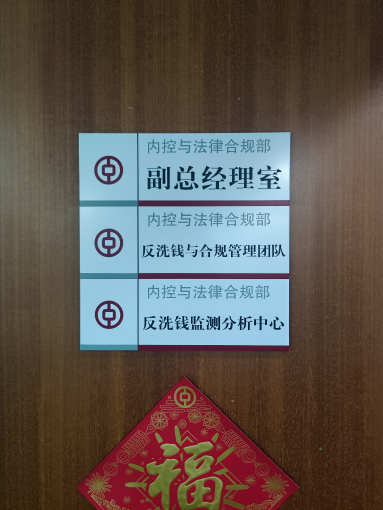 内控与法律合规部
副总经理室
内控与法律合规部
反洗钱与合规管理团队
内控与法律合规部
反洗钱监测分析中心
福